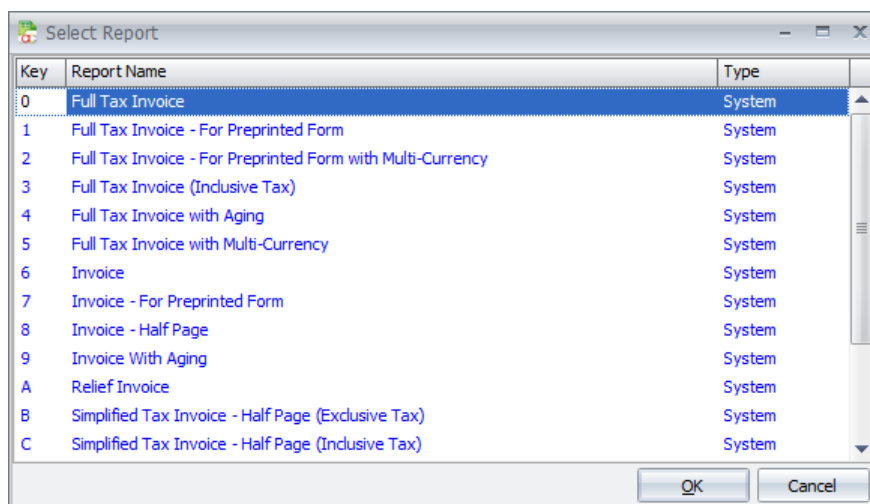 Select Report
Key Report Name Type
0 Full Tax Invoice System
1 Full Tax Invoice - For Preprinted Form System
2 Full Tax Invoice - For Preprinted Form with Multi-Currency System
3 Full Tax Invoice (Inclusive Tax) System
4 Full Tax Invoice with Aging System
5 Full Tax Invoice with Multi-Currency System
6 Invoice System
7 Invoice - For Preprinted Form System
8 Invoice - Half Page System
9 Invoice With Aging System
A Relief Invoice System
B Simplified Tax Invoice - Half Page (Exclusive Tax) System
C Simplified Tax Invoice - Half Page (Inclusive Tax) System
OK Cancel